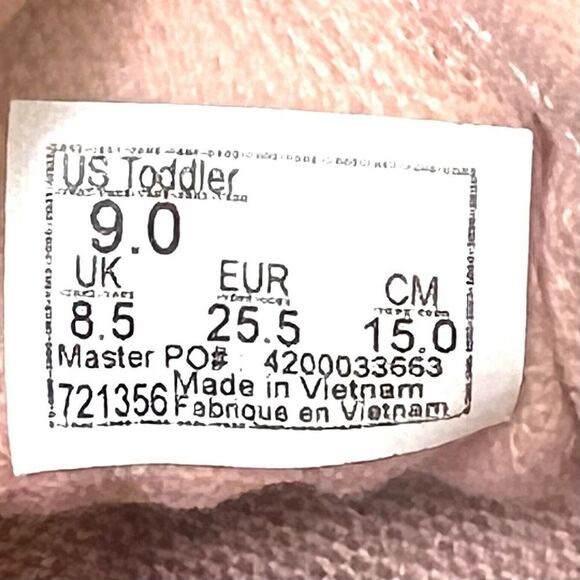 US Toddler
9.0
UK EUR CM
8.5 25.5 15.0
Master PO# 4200033663
721356 Made in Vietnam
Fabrique en Vietnam